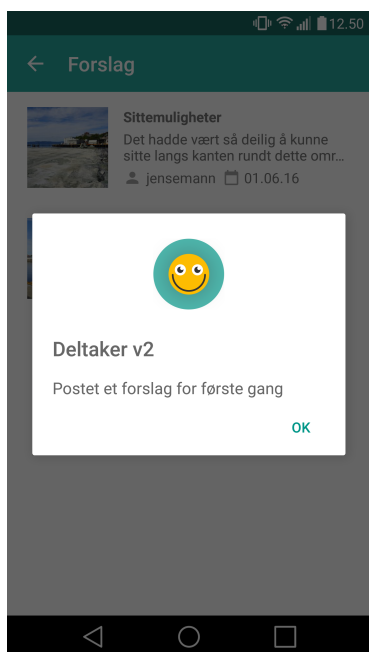 12.50
Forslag
Sittemuligheter
Det hadde vært så deilig å kunne
sitte langs kanten rundt dette omr...
jensemann 01.06.16
Deltaker v2
Postet et forslag for første gang
OK